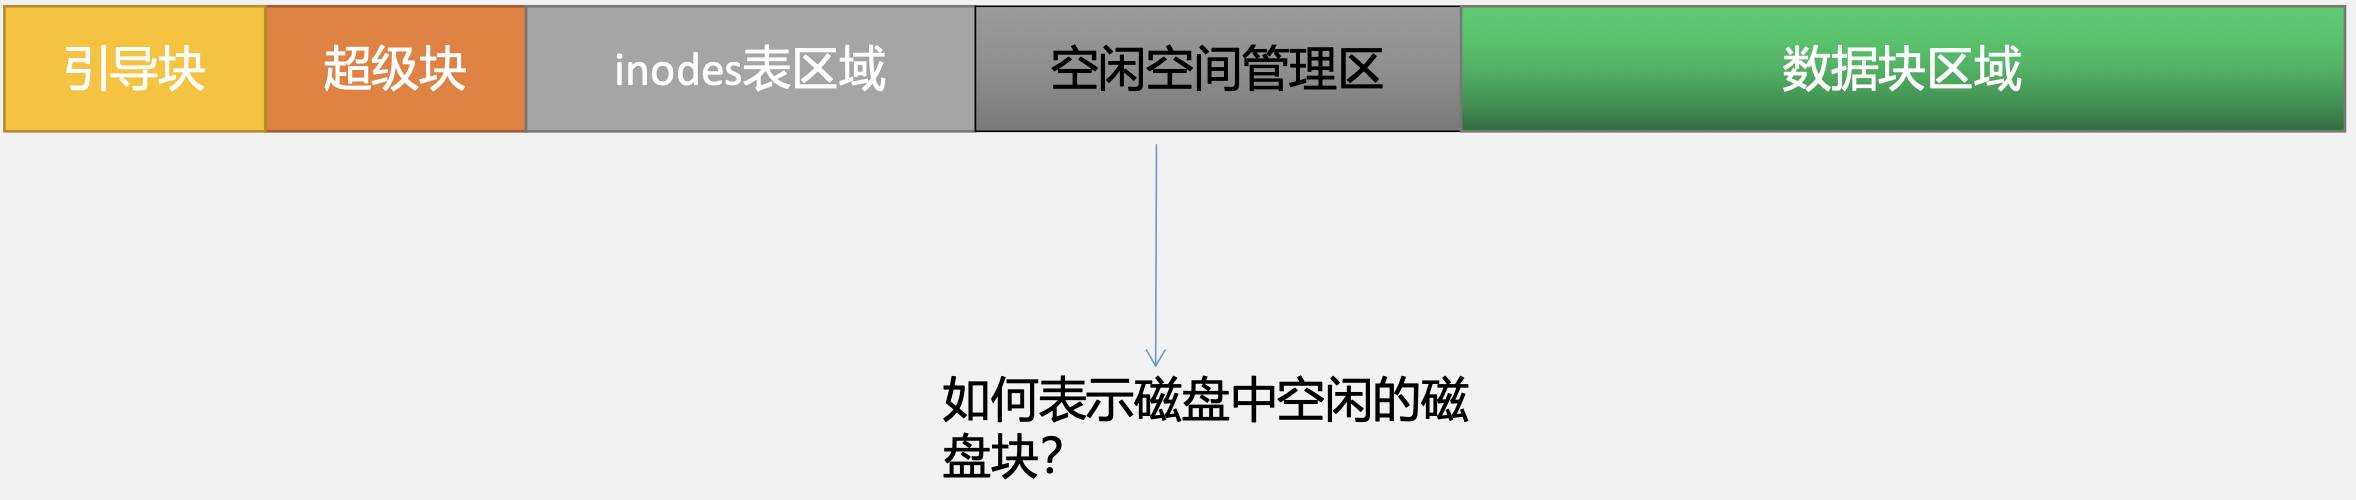 引导块 超级块 inodes表区域 空闲空间管理区 数据块区域
如何表示磁盘中空闲的磁
盘块？